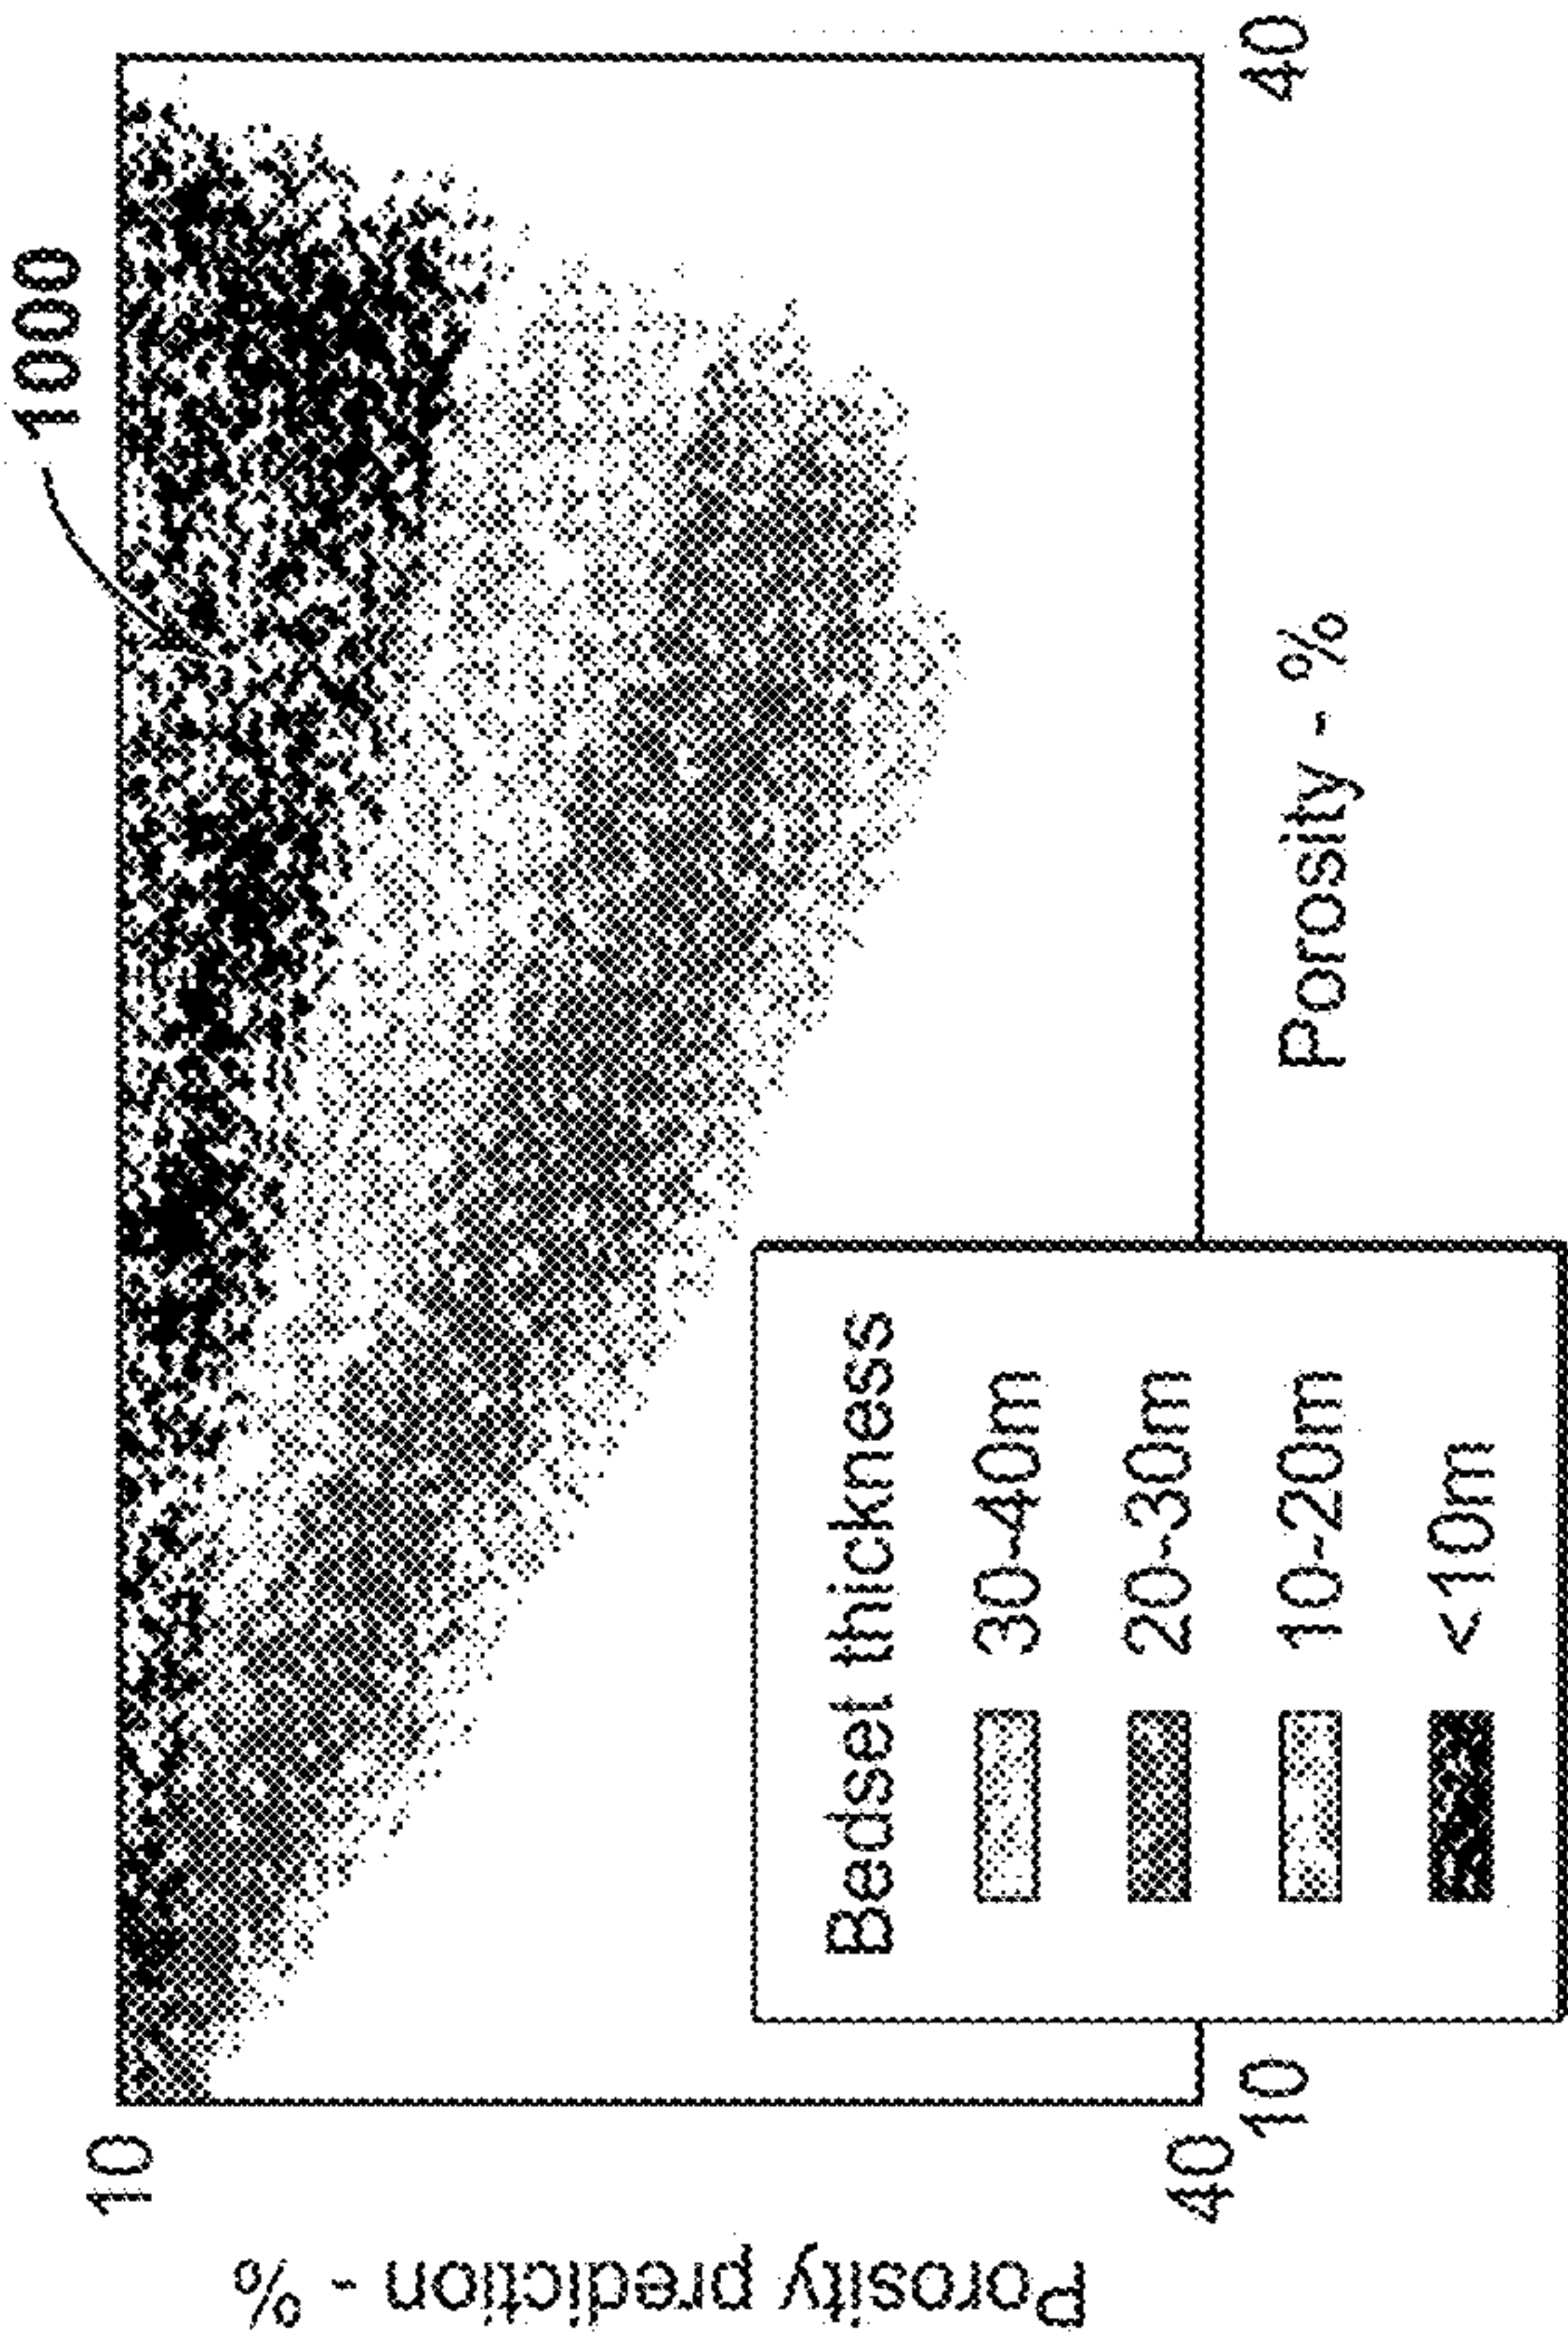 1000
10
Porosity prediction - %
40
10
40
Porosity - %
Bedset thickness
30-40m
20-30m
10-20m
<10m